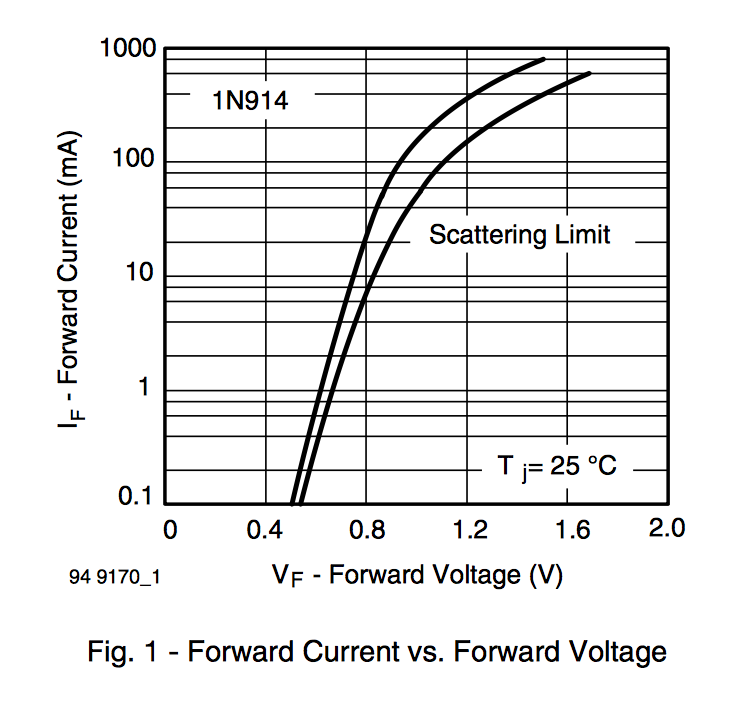 1000
1N914
100
Scattering Limit
10
1
T j= 25 °C
0.1
0 0.4 0.8 1.2 1.6 2.0
IF - Forward Current (mA)
94 9170_1
VF - Forward Voltage (V)
Fig. 1 - Forward Current vs. Forward Voltage